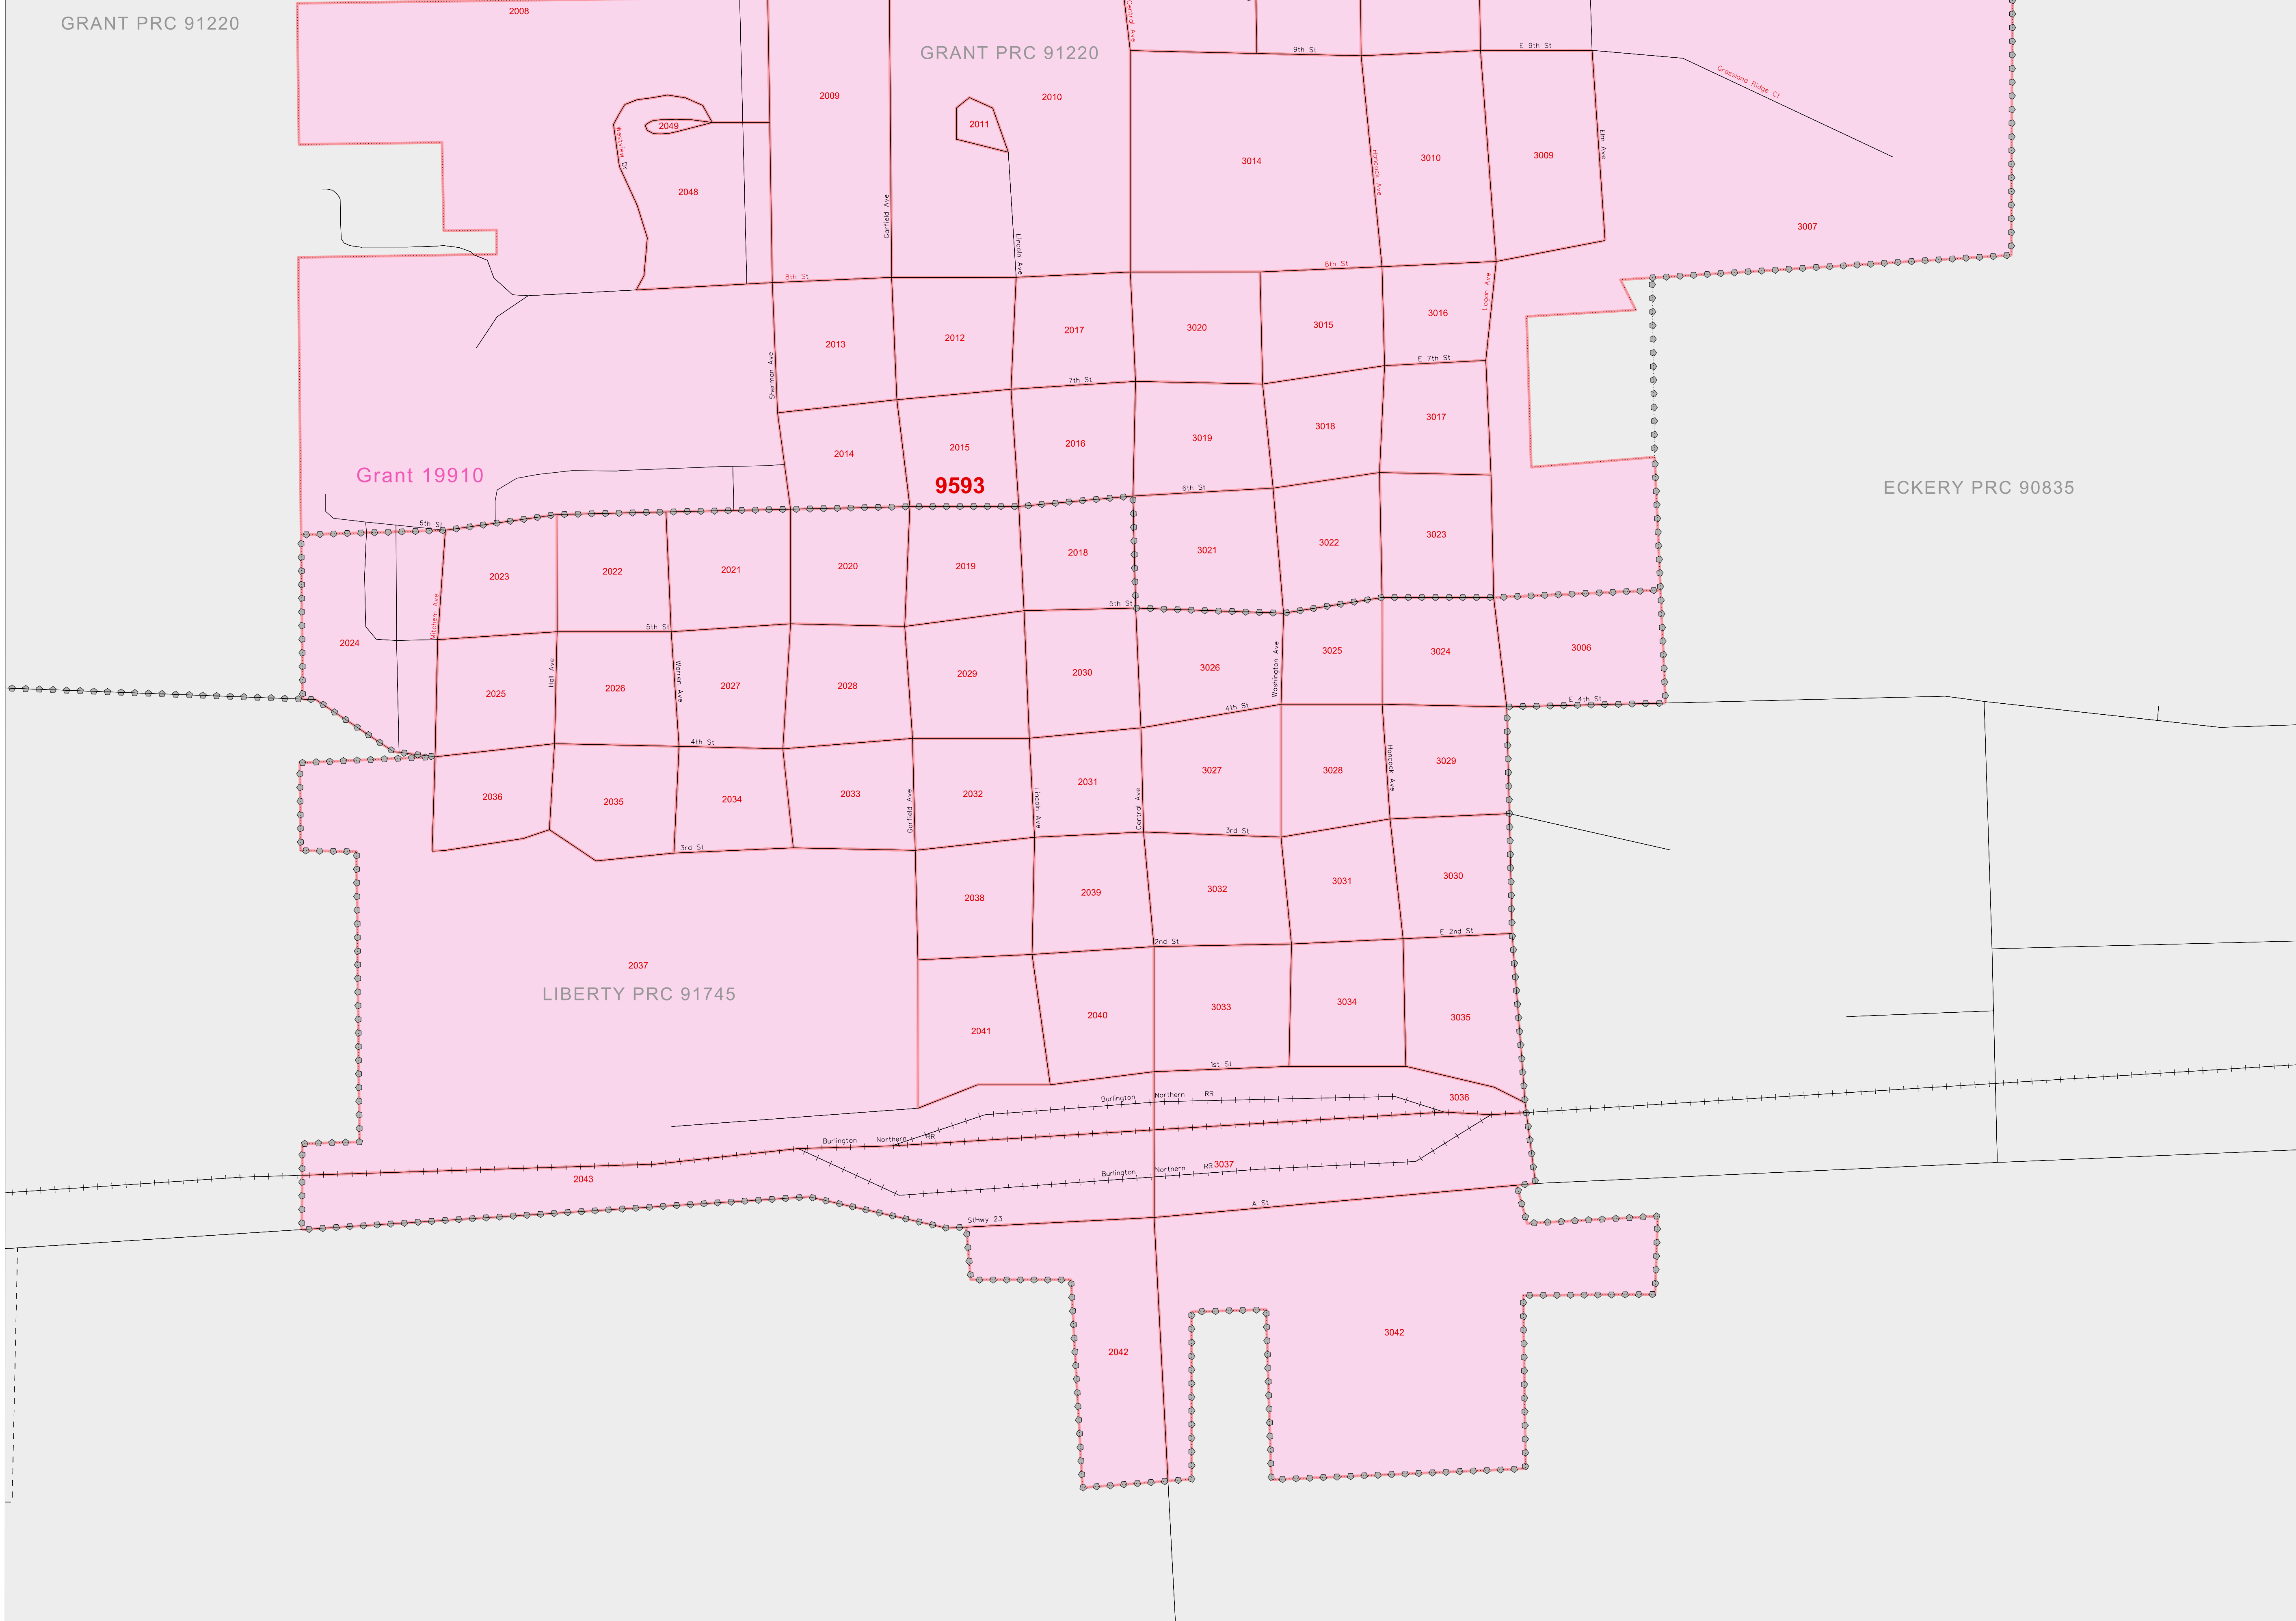 GRANT PRC 91220
2008
Central Ave
GRANT PRC 91220
9th St
E 9th St
Grassland Ridge Ct
2009
2010
2049
2011
Westview Dr
Elm Ave
3014
3010
3009
Hancock Ave
2048
Garfield Ave
3007
Lincoln Ave
8th St
8th St
Logan Ave
3016
2013
2012
2017
3020
3015
Sherman Ave
E 7th St
7th St
3017
2014
2015
2016
3019
3018
Grant 19910
9593
6th St
ECKERY PRC 90835
6th St
2023
2022
2021
2020
2019
2018
3021
3022
3023
Mitchem Ave
5th St
5th St
2024
3006
2025
Hall Ave
2026
Warren Ave
2027
2028
2029
2030
3026
Washington Ave
3025
3024
E 4th St
4th St
4th St
2036
2035
2034
2033
Garfield Ave
2032
Lincoln Ave
2031
Central Ave
3027
3028
Hancock Ave
3029
3rd St
3rd St
2038
2039
3032
3031
3030
2nd St
E 2nd St
2037
LIBERTY PRC 91745
2041
2040
3033
3034
3035
1st St
Burlington Northern RR
3036
Burlington Northern RR
Burlington Northern RR
3037
2043
A St
StHwy 23
2042
3042